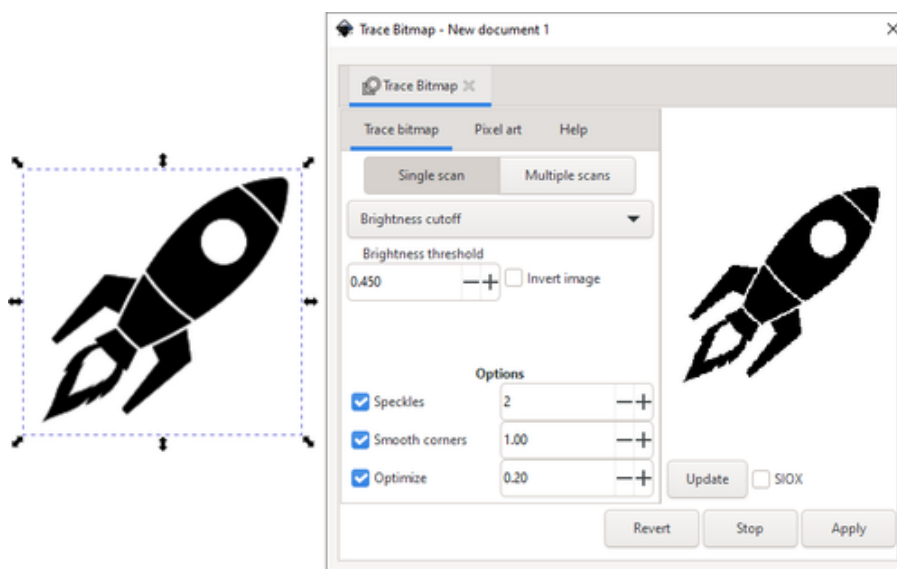 Trace Bitmap - New document 1
Trace Bitmap
Trace bitmap Pixel art Help
Single scan Multiple scans
Brightness cutoff
Brightness threshold
0.450 Invert image
Options
Speckles 2
Smooth corners 1.00
Optimize 0.20
Update SIOX
Revert Stop Apply